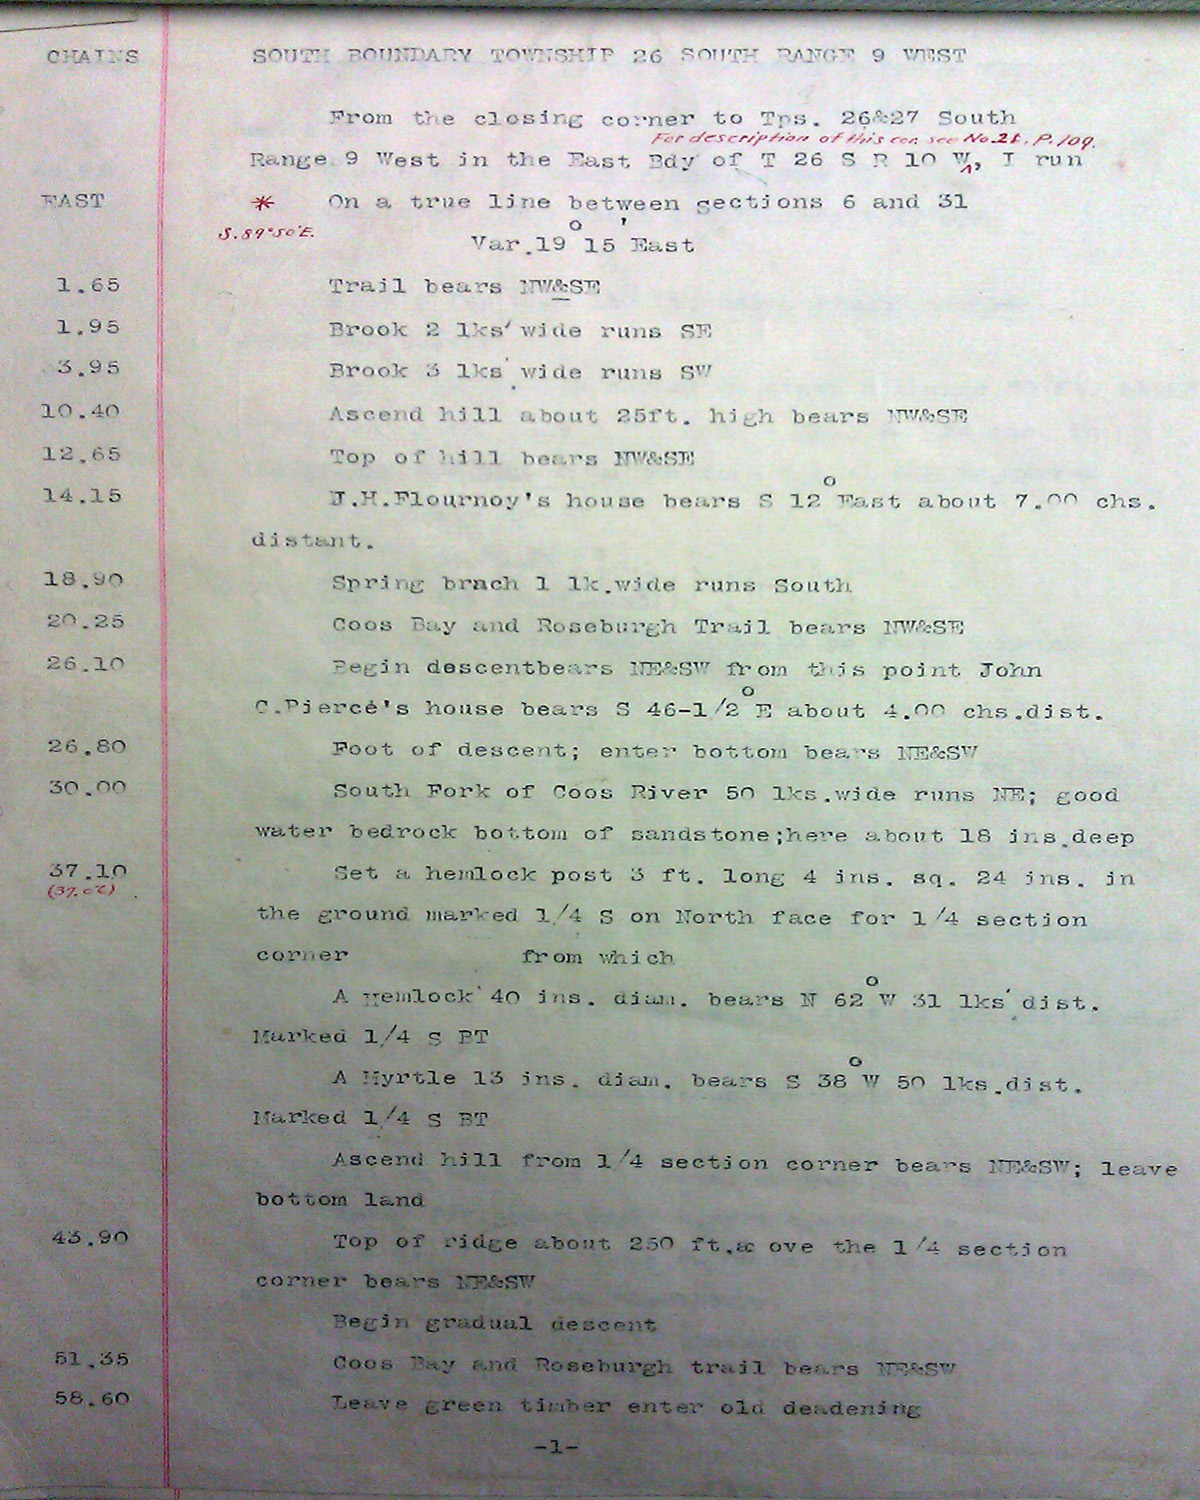 CHAINS SOUTH BOUNDARY TOWNSHIP 26 SOUTH RANGE 9 WEST
From the closing corner to Tps. 26&27 South
For description of this cor. see No.21, P.109.
Range 9 West in the East Bdy of T 26 S R 10 W, I run
EAST * On a true line between sections 6 and 31
S.89°50'E.
Var.19° 15' East
1.65 Trail bears NW&SE
1.95 Brook 2 lks' wide runs SE
3.95 Brook 3 lks' wide runs SW
10.40 Ascend hill about 25ft. high bears NW&SE
12.65 Top of hill bears NW&SE
14.15 J.H.Flournoy's house bears S 12° East about 7.00 chs.
distant.
18.90 Spring brach 1 lk.wide runs South
20.25 Coos Bay and Roseburgh Trail bears NW&SE
26.10 Begin descentbears NE&SW from this point John
C.Pierce's house bears S 46-1/2° E about 4.00 chs.dist.
26.80 Foot of descent; enter bottom bears NE&SW
30.00 South Fork of Coos River 50 lks.wide runs NE; good
water bedrock bottom of sandstone;here about 18 ins.deep
37.10 Set a hemlock post 3 ft. long 4 ins. sq. 24 ins. in
the ground marked 1/4 S on North face for 1/4 section
corner from which
A Hemlock 40 ins. diam. bears N 62° W 31 lks' dist.
Marked 1/4 S BT
A Myrtle 13 ins. diam. bears S 38° W 50 lks.dist.
Marked 1/4 S BT
Ascend hill from 1/4 section corner bears NE&SW; leave
bottom land
43.90 Top of ridge about 250 ft. ove the 1/4 section
corner bears NE&SW
Begin gradual descent
51.35 Coos Bay and Roseburgh trail bears NE&SW
58.60 Leave green timber enter old deadening
-1-